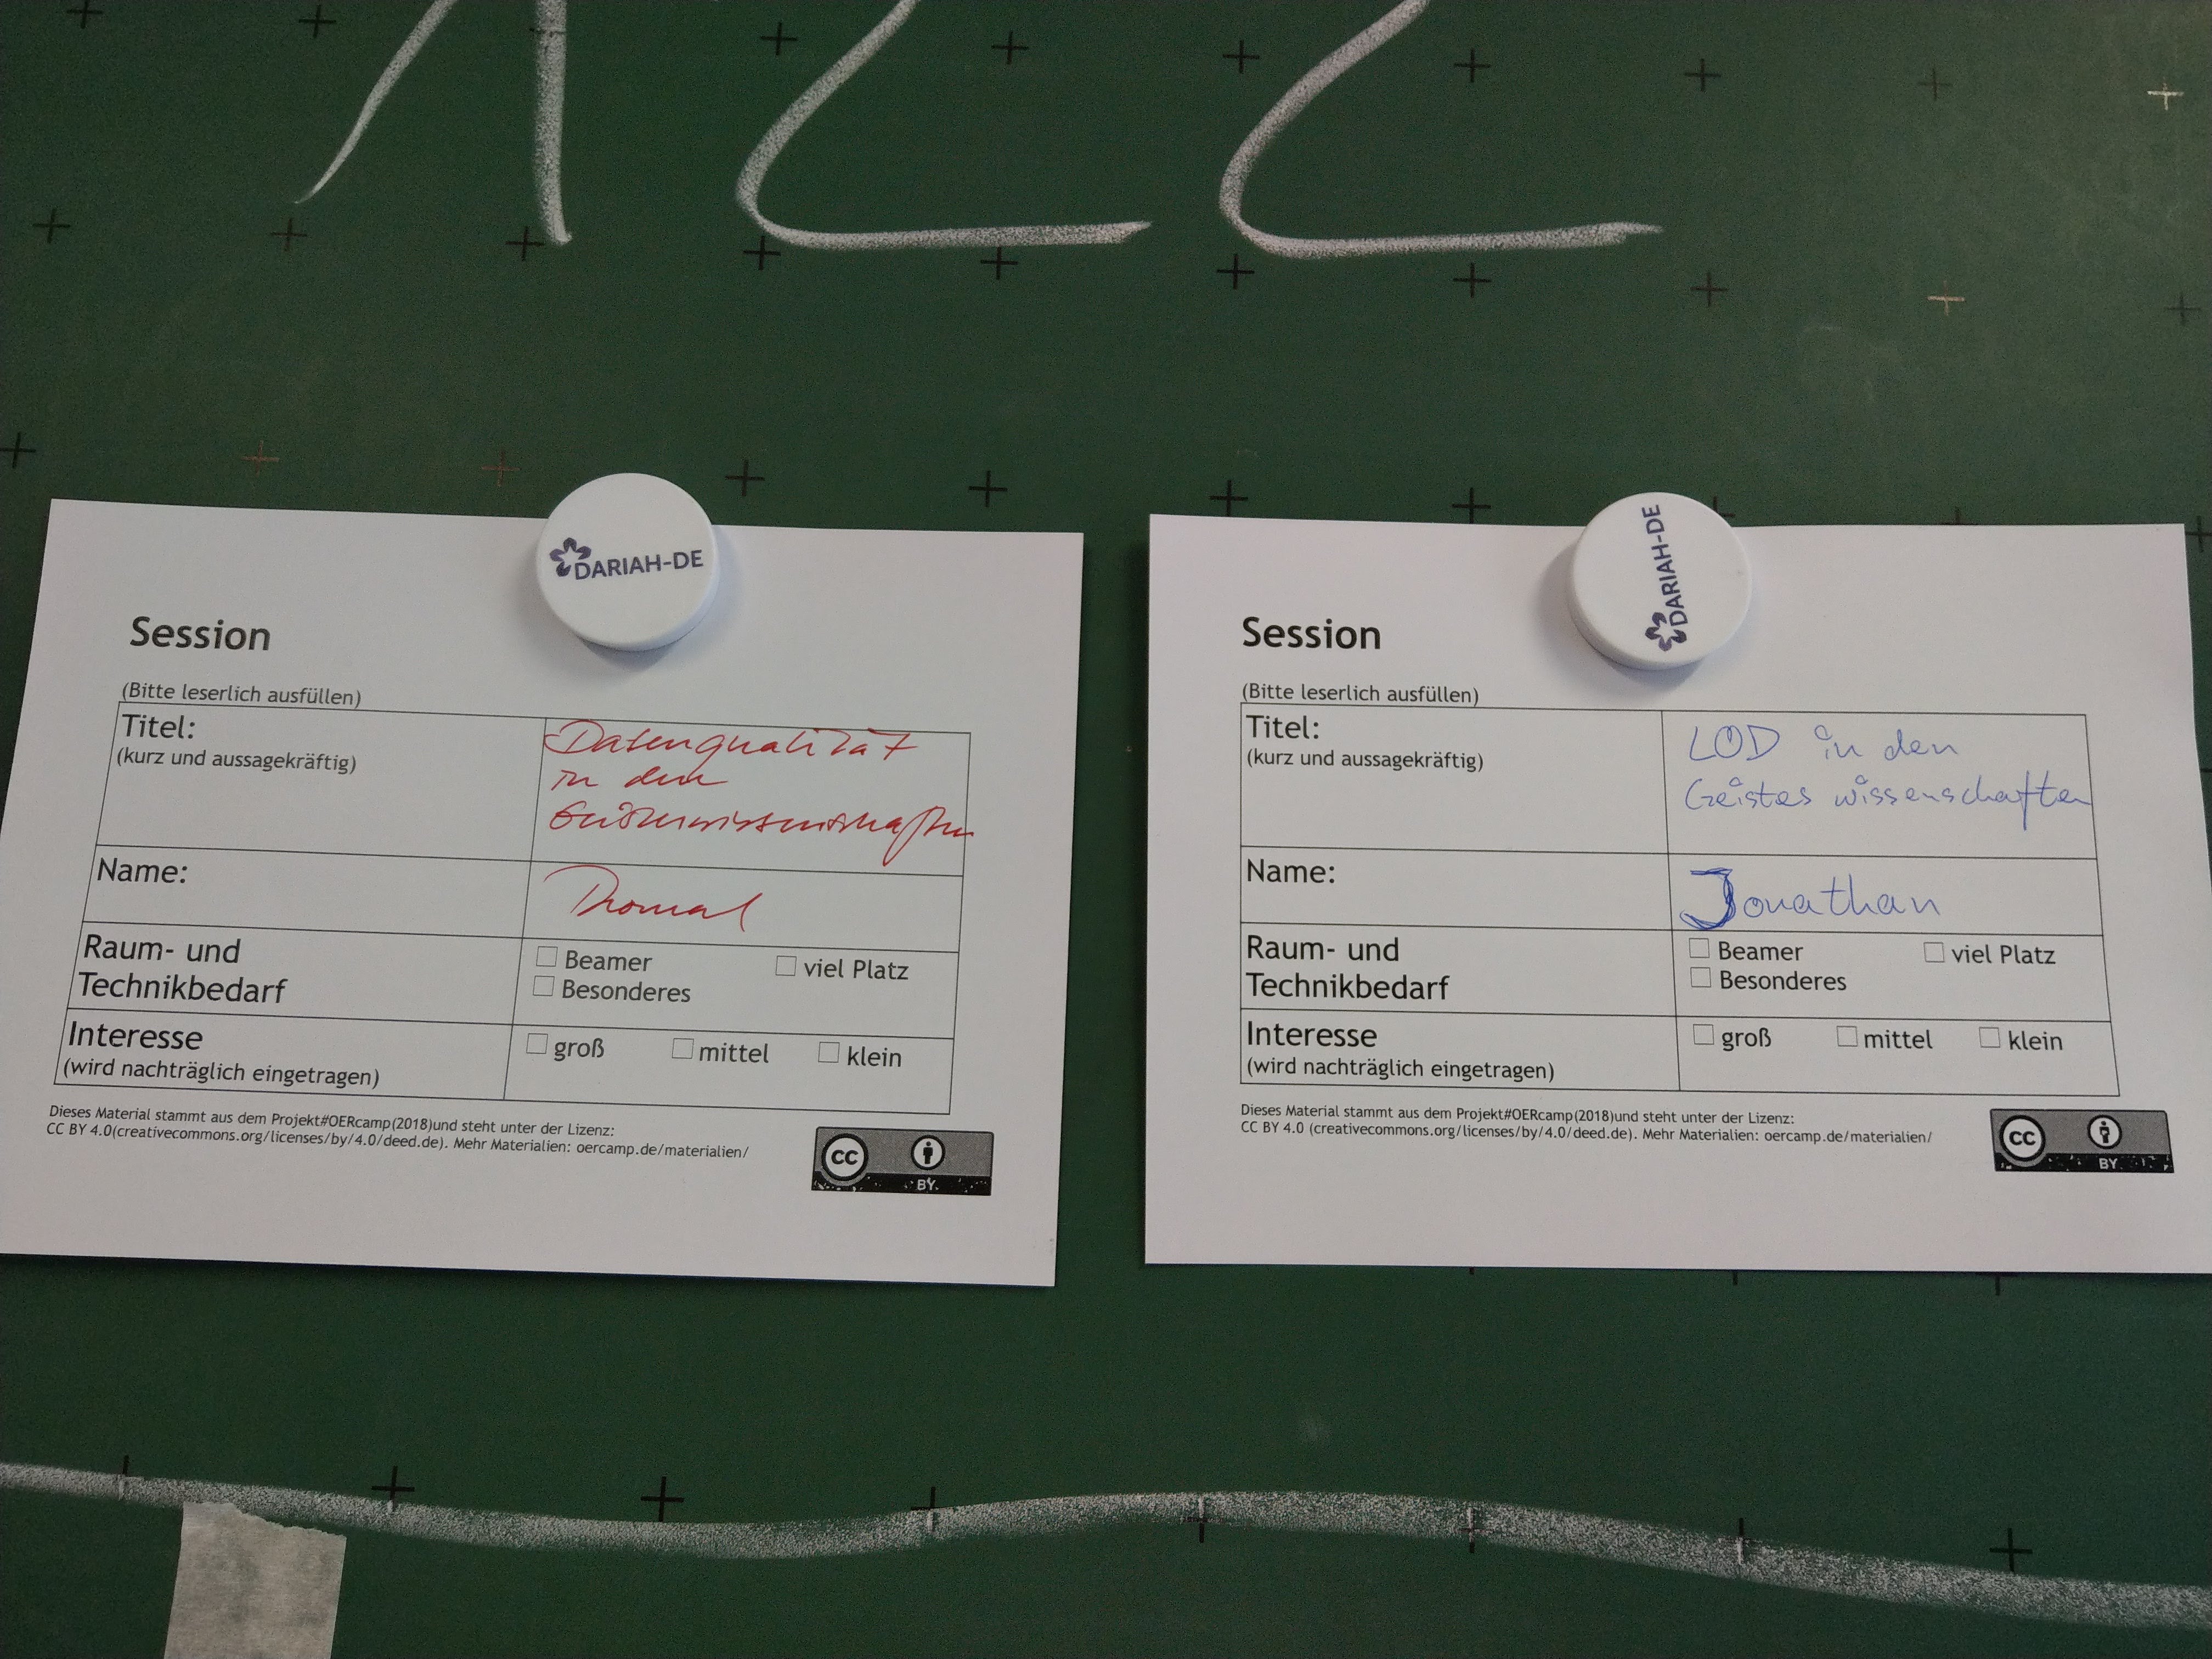 122
DARIAH-DE
Session
(Bitte leserlich ausfüllen)
Titel:
(kurz und aussagekräftig)
Datenqualität
in den
Geisteswissenschaften
Name:
Thomas
Raum- und
Technikbedarf
Beamer
viel Platz
Besonderes
Interesse
(wird nachträglich eingetragen)
groß
mittel
klein
Dieses Material stammt aus dem Projekt#OERcamp(2018)und steht unter der Lizenz:
CC BY 4.0(creativecommons.org/licenses/by/4.0/deed.de). Mehr Materialien: oercamp.de/materialien/
CC
BY
DARIAH-DE
Session
(Bitte leserlich ausfüllen)
Titel:
(kurz und aussagekräftig)
LOD in den
Geistes wissenschaften
Name:
Jonathan
Raum- und
Technikbedarf
Beamer
viel Platz
Besonderes
Interesse
(wird nachträglich eingetragen)
groß
mittel
klein
Dieses Material stammt aus dem Projekt#OERcamp(2018)und steht unter der Lizenz:
CC BY 4.0 (creativecommons.org/licenses/by/4.0/deed.de). Mehr Materialien: oercamp.de/materialien/
CC
BY